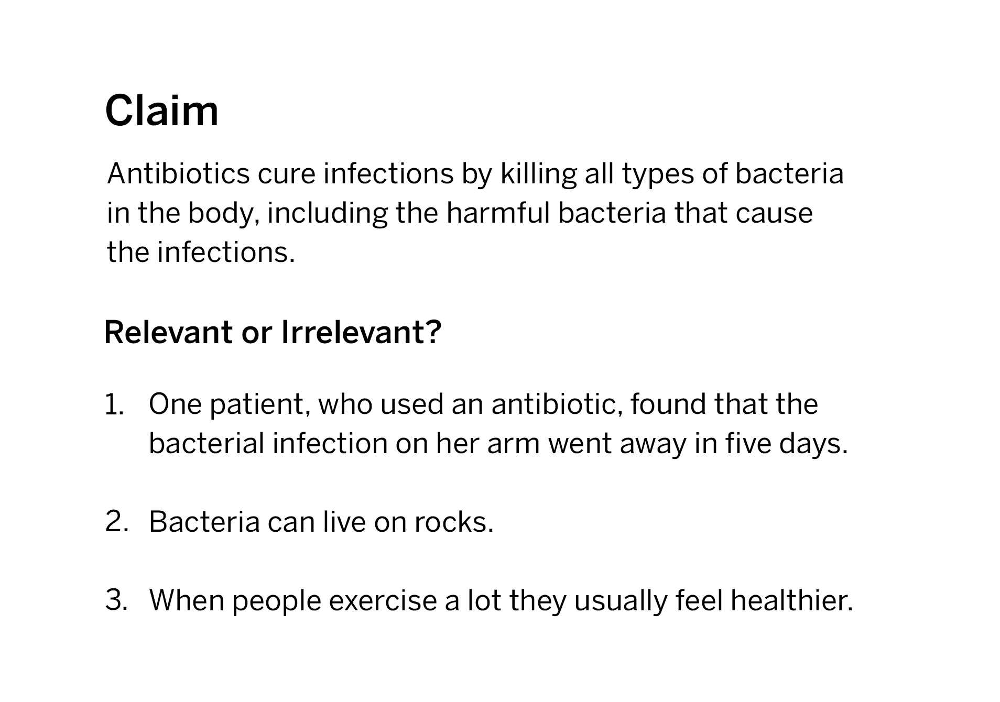 Claim
Antibiotics cure infections by killing all types of bacteria
in the body, including the harmful bacteria that cause
the infections.
Relevant or Irrelevant?
1. One patient, who used an antibiotic, found that the
bacterial infection on her arm went away in five days.
2. Bacteria can live on rocks.
3. When people exercise a lot they usually feel healthier.